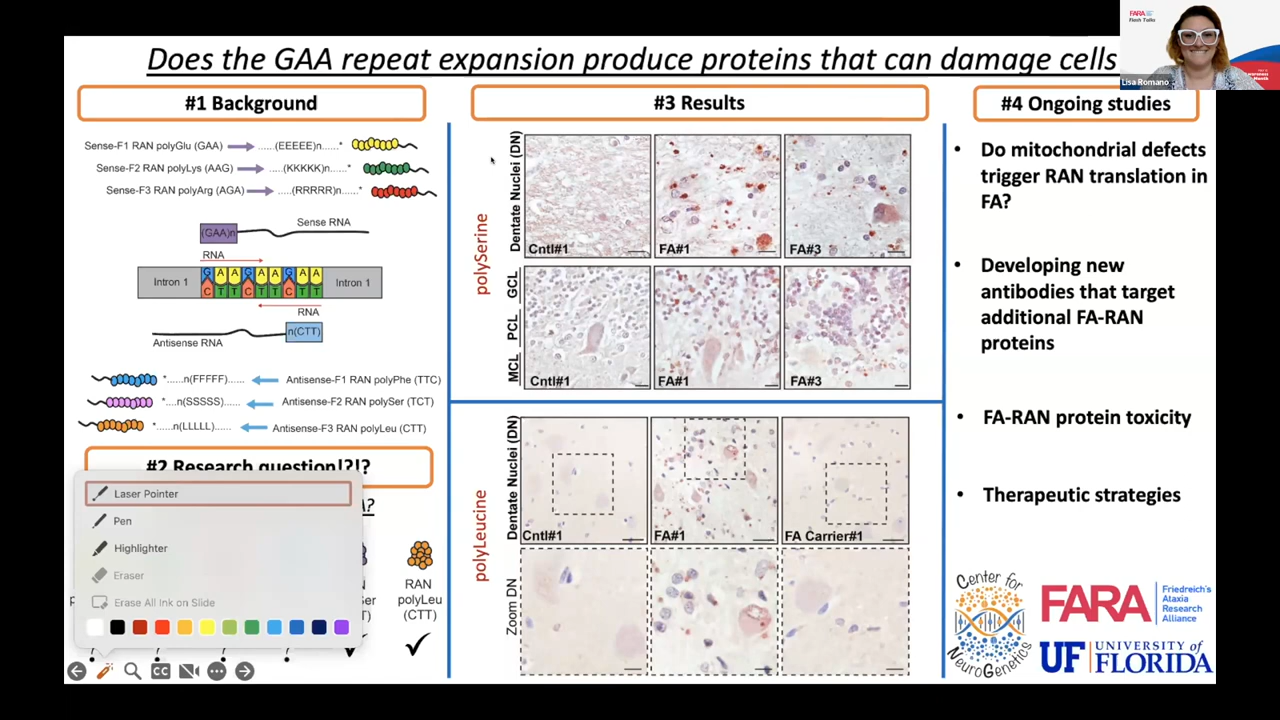 Does the GAA repeat expansion produce proteins that can damage cells
FARA
Flash Talks
Lisa Romano
#1 Background
Sense-F1 RAN polyGlu (GAA)
......(EEEEE)n.....*
Sense-F2 RAN polyLys (AAG)
......(KKKKK)n...*
Sense-F3 RAN polyArg (AGA)
......(RRRRR)n.....*
(GAA)n
Sense RNA
RNA
Intron 1
G A A G A A G A A
C T T C T T C T T
Intron 1
RNA
n(CTT)
Antisense RNA
*......n(FFFFF)......
Antisense-F1 RAN polyPhe (TTC)
*....n(SSSSS)......
Antisense-F2 RAN polySer (TCT)
*......n(LLLLL)......
Antisense-F3 RAN polyLeu (CTT)
#2 Research question!?!?
Laser Pointer
Pen
Highlighter
Eraser
Erase All Ink on Slide
RAN
polyLeu
(CTT)
CC
#3 Results
polySerine
Dentate Nuclei (DN)
Cntl#1
FA#1
FA#3
GCL
PCL
MCL
Cntl#1
FA#1
FA#3
polyLeucine
Dentate Nuclei (DN)
Cntl#1
FA#1
FA Carrier#1
Zoom DN
#4 Ongoing studies
• Do mitochondrial defects
trigger RAN translation in
FA?
• Developing new
antibodies that target
additional FA-RAN
proteins
• FA-RAN protein toxicity
• Therapeutic strategies
Center for
NeuroGenetics
FARA
Friedreich's
Ataxia
Research
Alliance
UF
UNIVERSITY of
FLORIDA